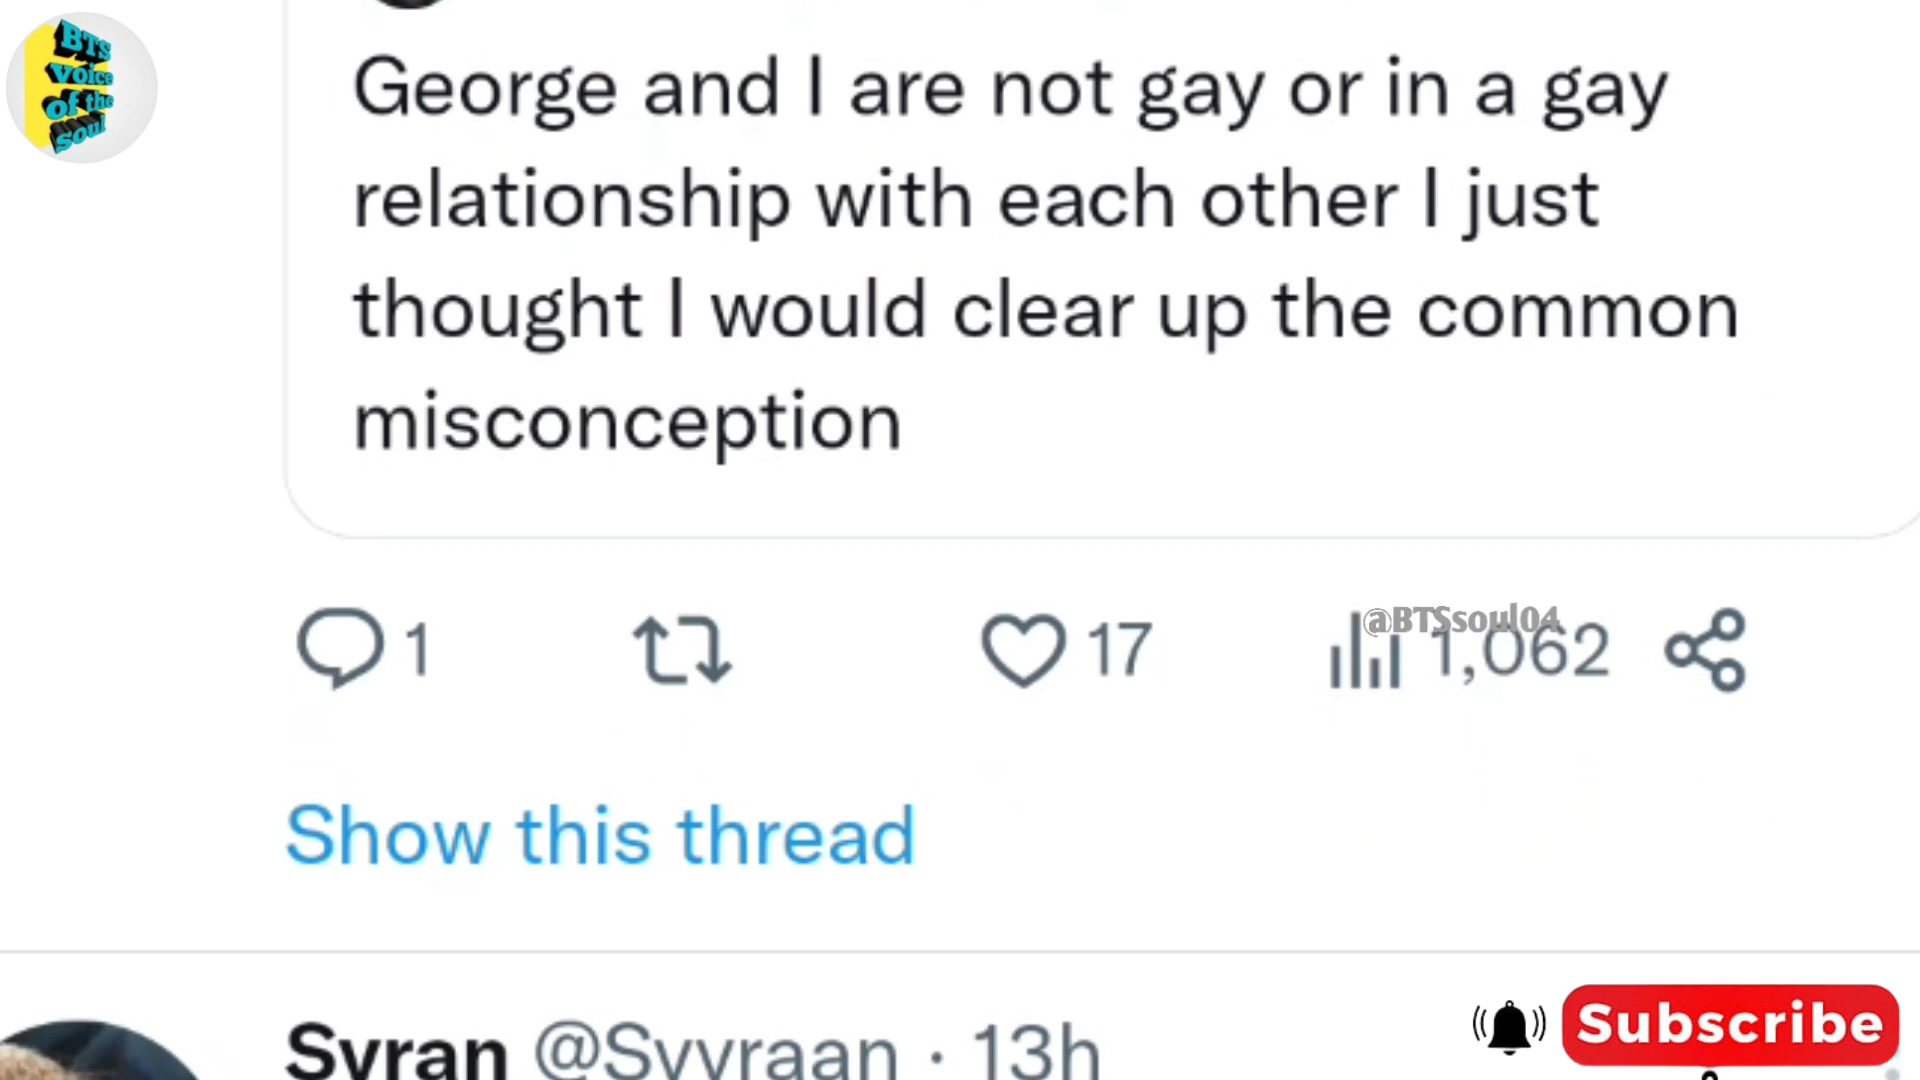 BTS
Voice
of the
soul
George and I are not gay or in a gay
relationship with each other I just
thought I would clear up the common
misconception
1
17
1,062
@BTSsoul04
Show this thread
Syran @Syyraan · 13h
Subscribe